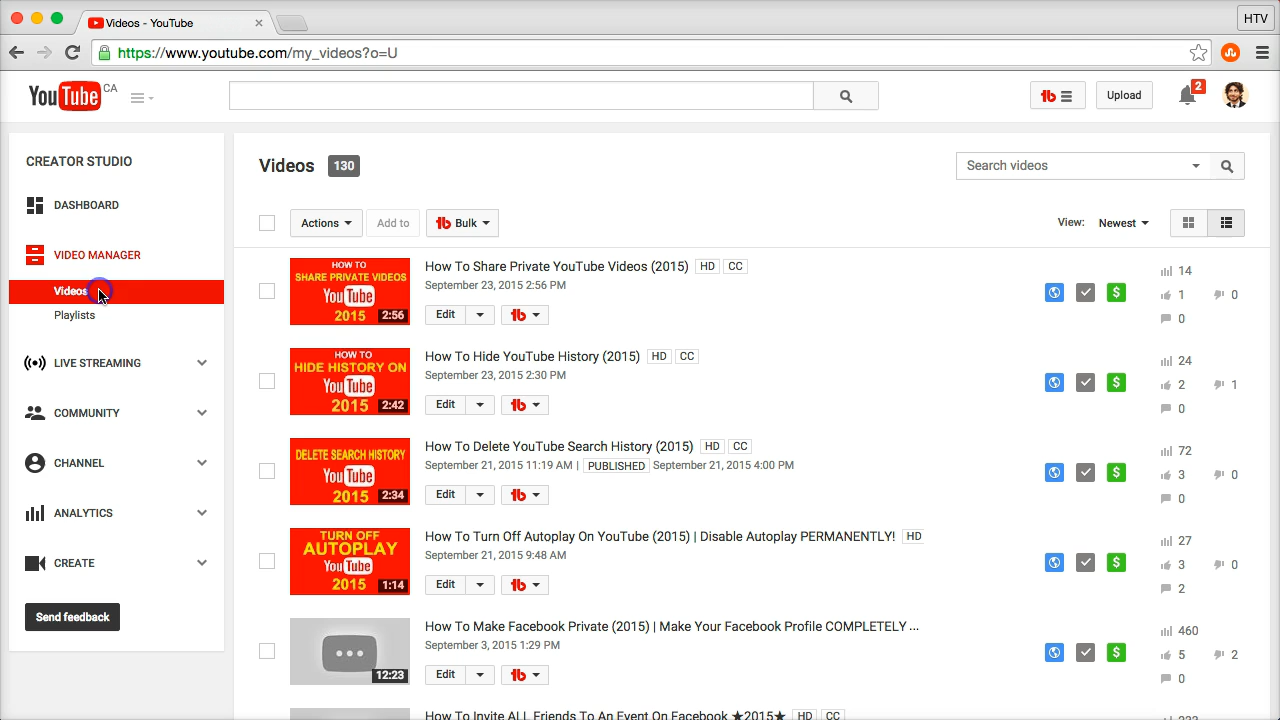 Videos - YouTube
HTV
https://www.youtube.com/my_videos?o=U
YouTube CA
Upload
2
CREATOR STUDIO
DASHBOARD
VIDEO MANAGER
Videos
Playlists
LIVE STREAMING
COMMUNITY
CHANNEL
ANALYTICS
CREATE
Send feedback
Videos 130
Search videos
Actions
Add to
tb Bulk
View: Newest
HOW TO
SHARE PRIVATE VIDEOS
YouTube
2015
2:56
How To Share Private YouTube Videos (2015) HD CC
September 23, 2015 2:56 PM
Edit
14
1 0
0
HOW TO
HIDE HISTORY ON
YouTube
2015
2:42
How To Hide YouTube History (2015) HD CC
September 23, 2015 2:30 PM
Edit
24
2 1
0
DELETE SEARCH HISTORY
YouTube
2015
2:34
How To Delete YouTube Search History (2015) HD CC
September 21, 2015 11:19 AM | PUBLISHED September 21, 2015 4:00 PM
Edit
72
3 0
0
TURN OFF
AUTOPLAY
YouTube
2015
1:14
How To Turn Off Autoplay On YouTube (2015) | Disable Autoplay PERMANENTLY! HD
September 21, 2015 9:48 AM
Edit
27
3 0
2
12:23
How To Make Facebook Private (2015) | Make Your Facebook Profile COMPLETELY ...
September 3, 2015 1:29 PM
Edit
460
5 2
0
How To Invite ALL Friends To An Event On Facebook ★2015★ HD CC